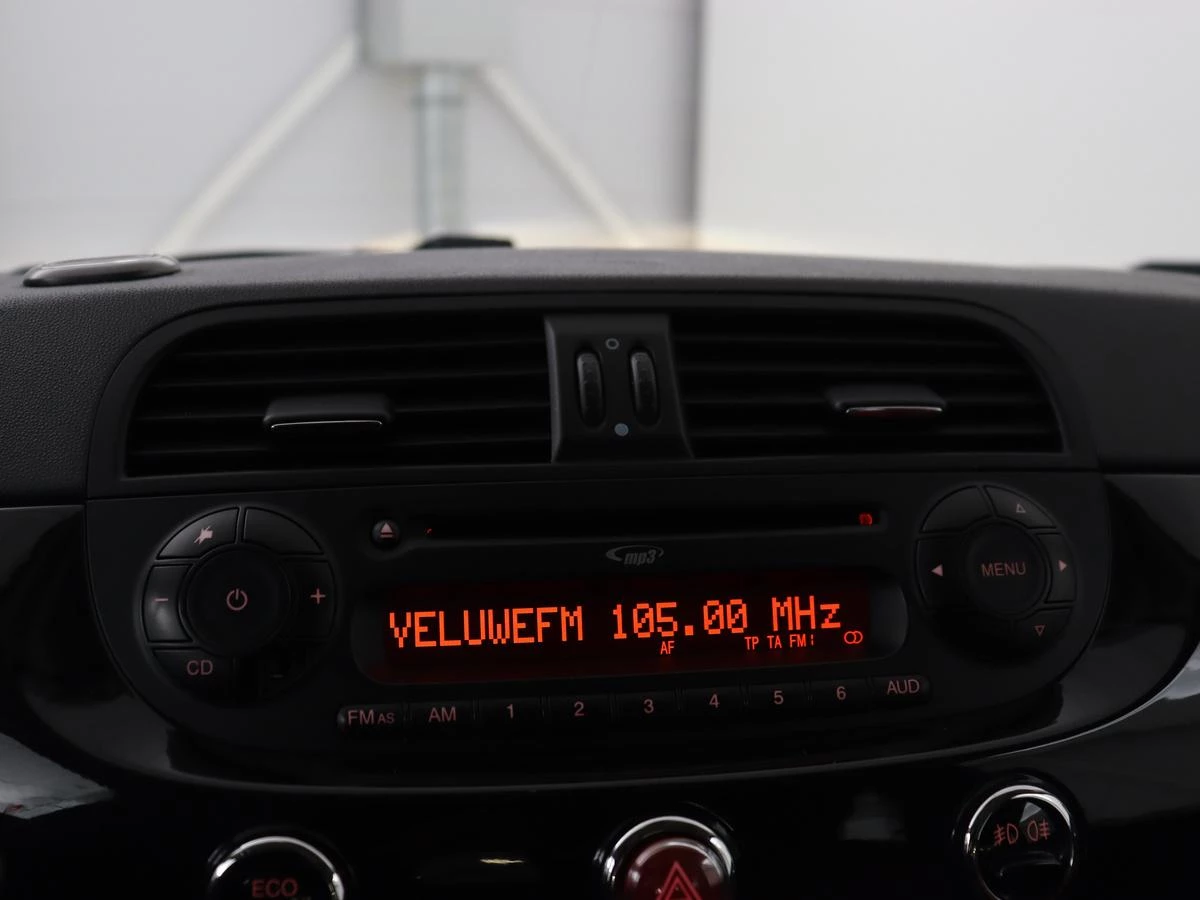 mp3
VELUWEFM 105.00 MHz
AF TP TA FM1
MENU
CD
FM AS AM 1 2 3 4 5 6 AUD
ECO